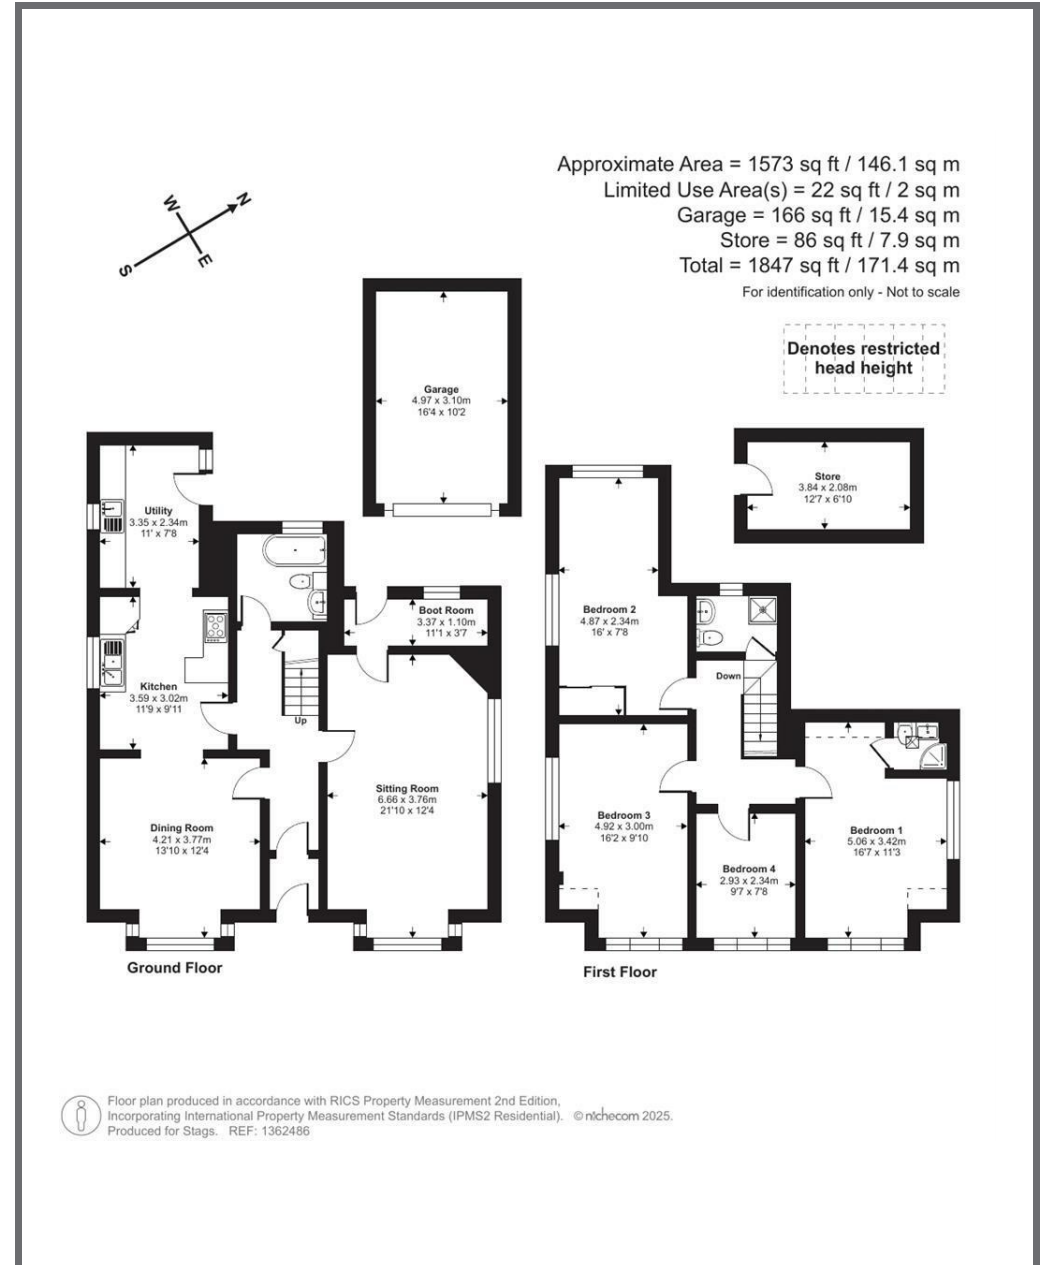 Approximate Area = 1573 sq ft / 146.1 sq m
Limited Use Area(s) = 22 sq ft / 2 sq m
Garage = 166 sq ft / 15.4 sq m
Store = 86 sq ft / 7.9 sq m
Total = 1847 sq ft / 171.4 sq m
For identification only - Not to scale
W
N
S
E
Denotes restricted
head height
Garage
4.97 x 3.10m
16'4 x 10'2
Store
3.84 x 2.08m
12'7 x 6'10
Utility
3.35 x 2.34m
11' x 7'8
Boot Room
3.37 x 1.10m
11'1 x 3'7
Kitchen
3.59 x 3.02m
11'9 x 9'11
Up
Sitting Room
6.66 x 3.76m
21'10 x 12'4
Dining Room
4.21 x 3.77m
13'10 x 12'4
Ground Floor
Bedroom 2
4.87 x 2.34m
16' x 7'8
Down
Bedroom 3
4.92 x 3.00m
16'2 x 9'10
Bedroom 1
5.06 x 3.42m
16'7 x 11'3
Bedroom 4
2.93 x 2.34m
9'7 x 7'8
First Floor
Floor plan produced in accordance with RICS Property Measurement 2nd Edition,
Incorporating International Property Measurement Standards (IPMS2 Residential). © nichecom 2025.
Produced for Stags. REF: 1362486